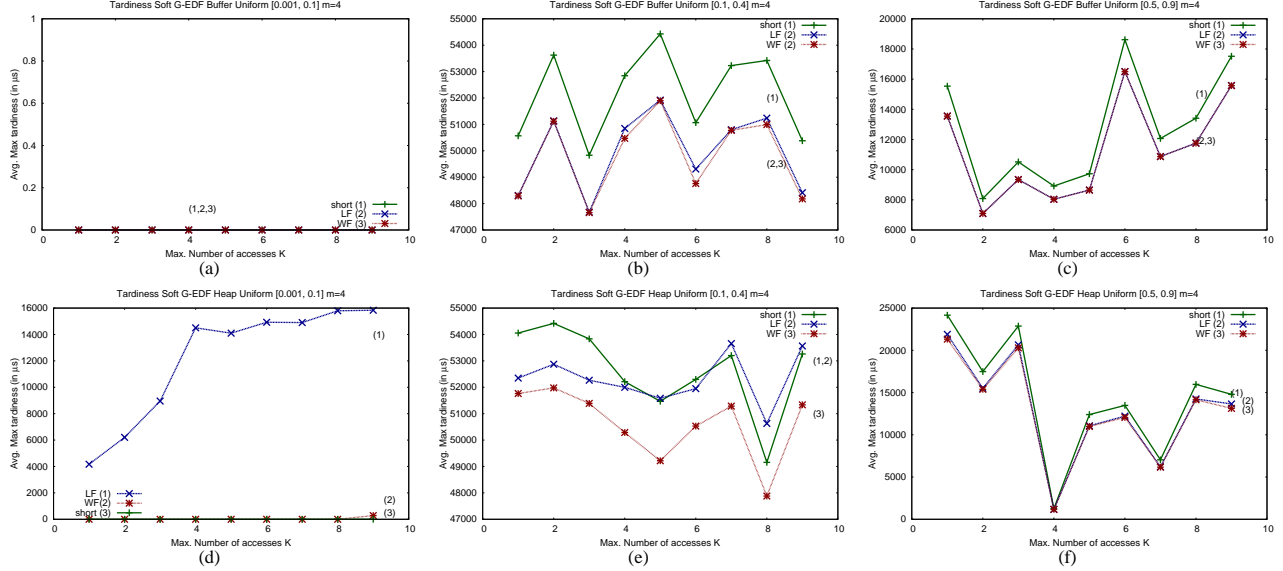 Tardiness Soft G-EDF Buffer Uniform [0.001, 0.1] m=4
Avg. Max tardiness (in µs)
1
0.8
0.6
0.4
0.2
0
(1,2,3)
short (1)
LF (2)
WF (3)
0 2 4 6 8 10
Max. Number of accesses K
(a)
Tardiness Soft G-EDF Buffer Uniform [0.1, 0.4] m=4
Avg. Max tardiness (in µs)
55000
54000
53000
52000
51000
50000
49000
48000
47000
short (1)
LF (2)
WF (2)
(1)
(2,3)
0 2 4 6 8 10
Max. Number of accesses K
(b)
Tardiness Soft G-EDF Buffer Uniform [0.5, 0.9] m=4
Avg. Max tardiness (in µs)
20000
18000
16000
14000
12000
10000
8000
6000
short (1)
LF (2)
WF (3)
(1)
(2,3)
0 2 4 6 8 10
Max. Number of accesses K
(c)
Tardiness Soft G-EDF Heap Uniform [0.001, 0.1] m=4
Avg. Max tardiness (in µs)
16000
14000
12000
10000
8000
6000
4000
2000
0
(1)
LF (1)
WF(2)
short (3)
(2)
(3)
0 2 4 6 8 10
Max. Number of accesses K
(d)
Tardiness Soft G-EDF Heap Uniform [0.1, 0.4] m=4
Avg. Max tardiness (in µs)
55000
54000
53000
52000
51000
50000
49000
48000
47000
short (1)
LF (2)
WF (3)
(1,2)
(3)
0 2 4 6 8 10
Max. Number of accesses K
(e)
Tardiness Soft G-EDF Heap Uniform [0.5, 0.9] m=4
Avg. Max tardiness (in µs)
25000
20000
15000
10000
5000
0
short (1)
LF (2)
WF (3)
(1)
(2)
(3)
0 2 4 6 8 10
Max. Number of accesses K
(f)